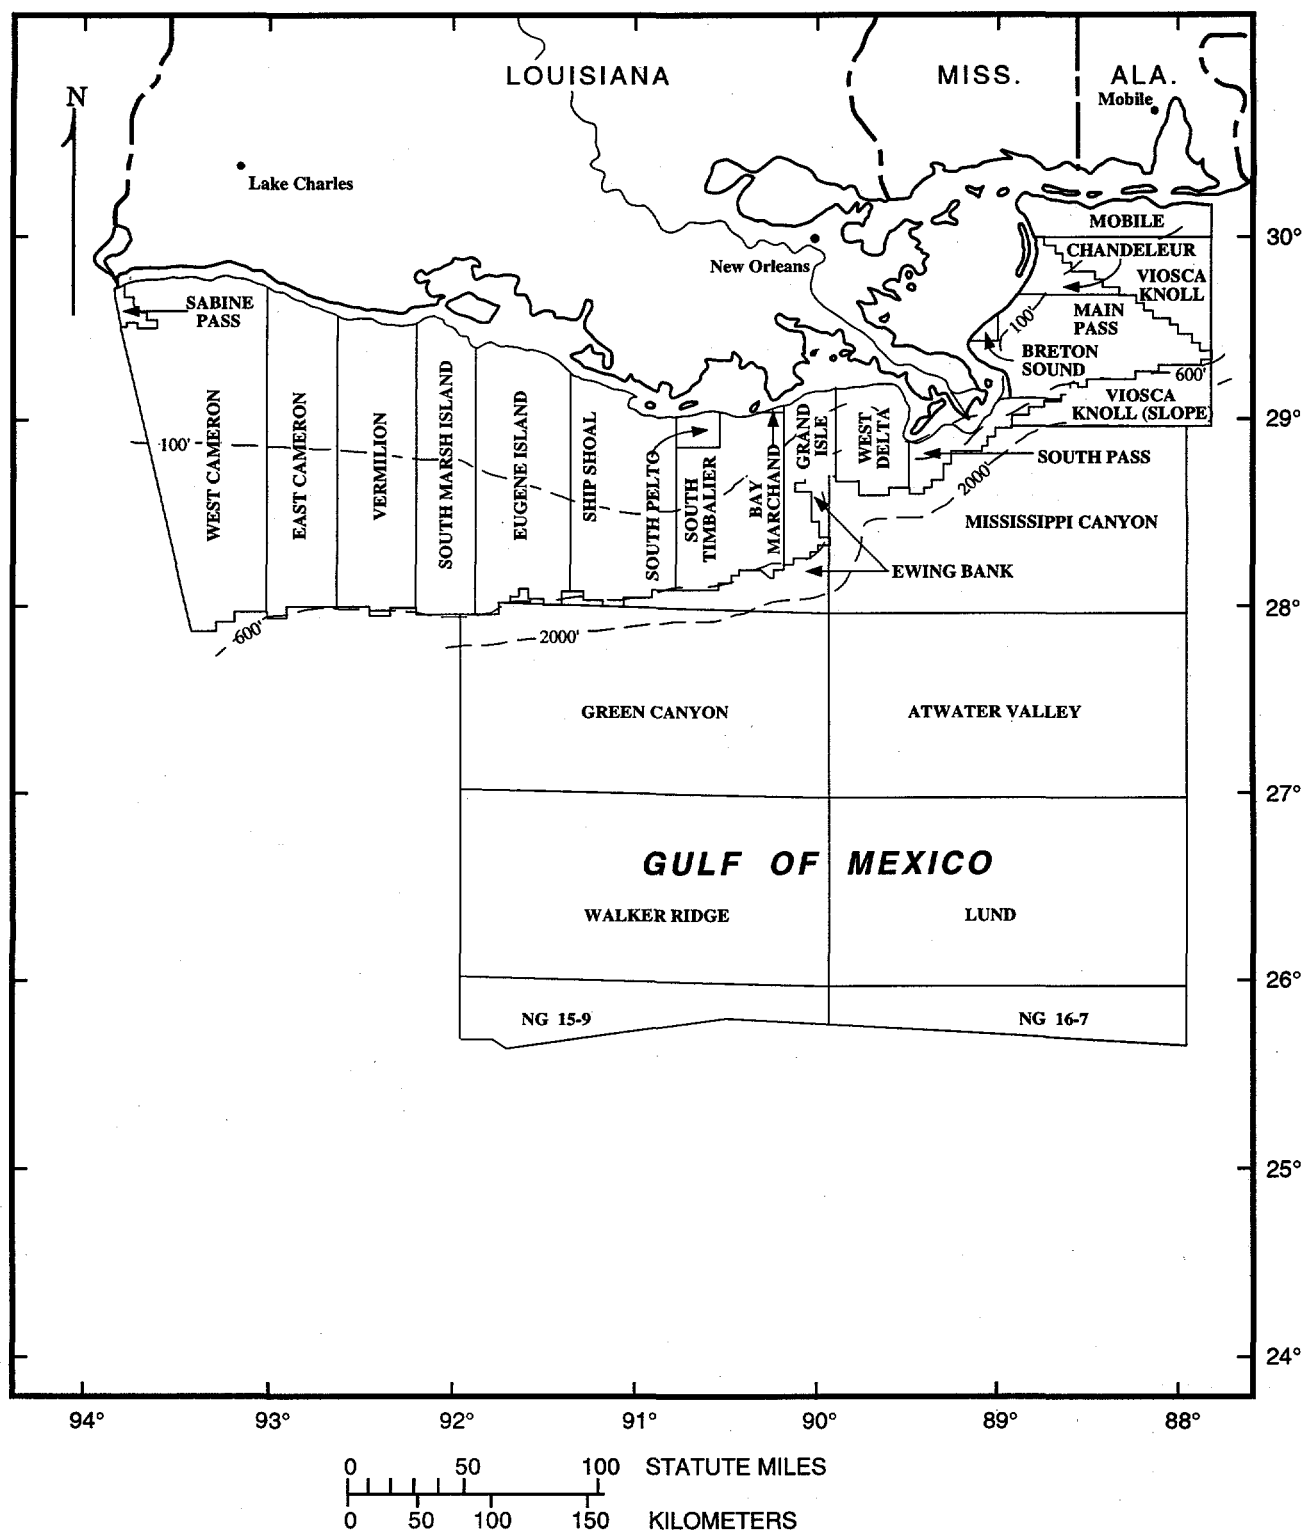 LOUISIANA
MISS.
ALA.
Mobile
N
Lake Charles
New Orleans
MOBILE
30°
CHANDELEUR
VIOSCA
KNOLL
SABINE
PASS
MAIN
PASS
100'
BRETON
SOUND
600'
VIOSCA
KNOLL (SLOPE)
29°
100'
WEST CAMERON
EAST CAMERON
VERMILION
SOUTH MARSH ISLAND
EUGENE ISLAND
SHIP SHOAL
SOUTH PELTO
SOUTH
TIMBALIER
BAY
MARCHAND
GRAND
ISLE
WEST
DELTA
SOUTH PASS
2000'
MISSISSIPPI CANYON
EWING BANK
28°
600'
2000'
GREEN CANYON
ATWATER VALLEY
27°
GULF OF MEXICO
WALKER RIDGE
LUND
26°
NG 15-9
NG 16-7
25°
24°
94° 93° 92° 91° 90° 89° 88°
0 50 100 STATUTE MILES
0 50 100 150 KILOMETERS